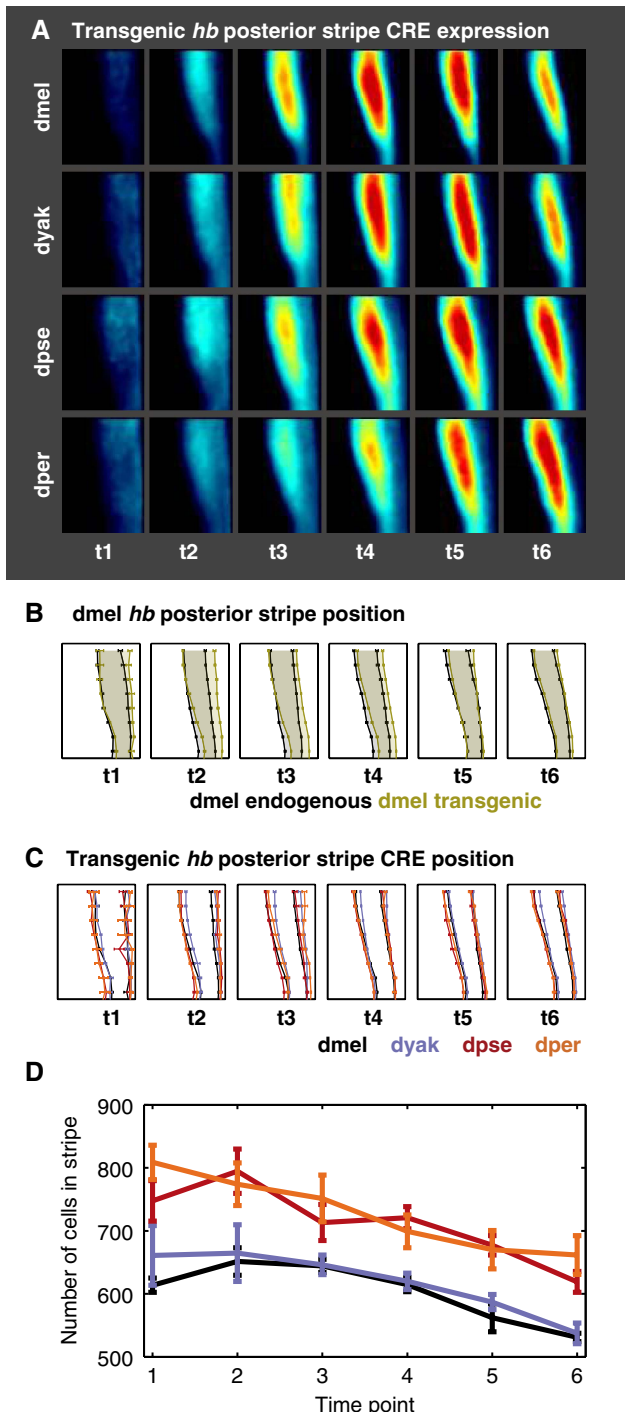 A Transgenic hb posterior stripe CRE expression
dmel
dyak
dpse
dper
t1 t2 t3 t4 t5 t6
B dmel hb posterior stripe position
t1 t2 t3 t4 t5 t6
dmel endogenous dmel transgenic
C Transgenic hb posterior stripe CRE position
t1 t2 t3 t4 t5 t6
dmel dyak dpse dper
D
Number of cells in stripe
900
800
700
600
500
1 2 3 4 5 6
Time point